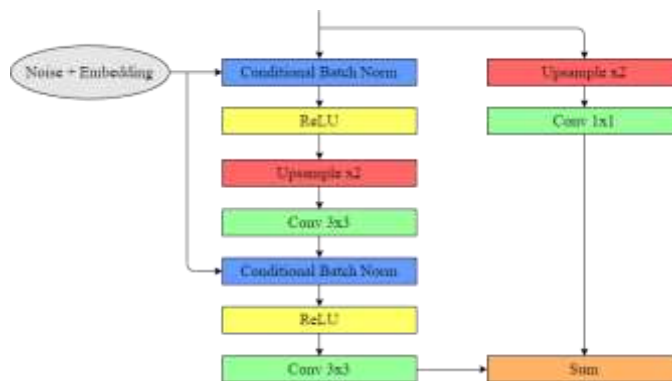 Noise + Embedding
Conditional Batch Norm
Upsample x2
ReLU
Conv 1x1
Upsample x2
Conv 3x3
Conditional Batch Norm
ReLU
Conv 3x3
Sum